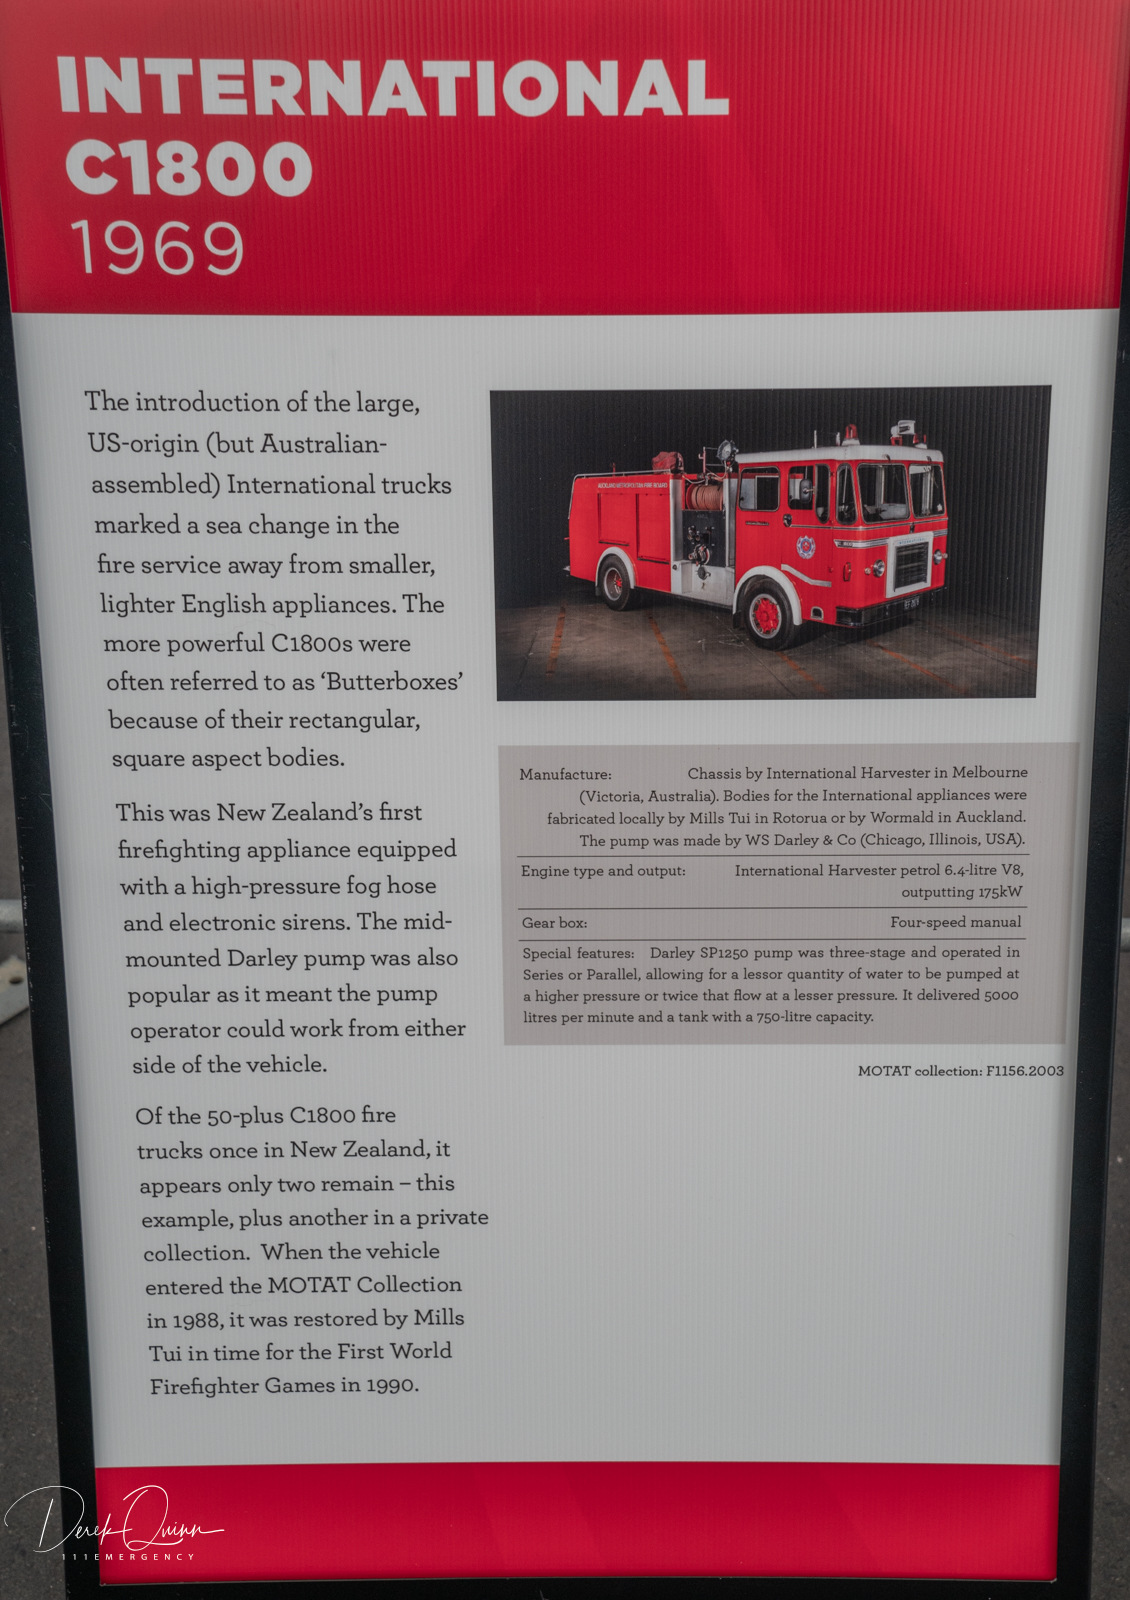 INTERNATIONAL
C1800
1969
The introduction of the large,
US-origin (but Australian-
assembled) International trucks
marked a sea change in the
fire service away from smaller,
lighter English appliances. The
more powerful C1800s were
often referred to as ‘Butterboxes’
because of their rectangular,
square aspect bodies.
This was New Zealand’s first
firefighting appliance equipped
with a high-pressure fog hose
and electronic sirens. The mid-
mounted Darley pump was also
popular as it meant the pump
operator could work from either
side of the vehicle.
Of the 50-plus C1800 fire
trucks once in New Zealand, it
appears only two remain – this
example, plus another in a private
collection. When the vehicle
entered the MOTAT Collection
in 1988, it was restored by Mills
Tui in time for the First World
Firefighter Games in 1990.
AUCKLAND METROPOLITAN FIRE BOARD
Manufacture: Chassis by International Harvester in Melbourne
(Victoria, Australia). Bodies for the International appliances were
fabricated locally by Mills Tui in Rotorua or by Wormald in Auckland.
The pump was made by WS Darley & Co (Chicago, Illinois, USA).
Engine type and output: International Harvester petrol 6.4-litre V8,
outputting 175kW
Gear box: Four-speed manual
Special features: Darley SP1250 pump was three-stage and operated in
Series or Parallel, allowing for a lessor quantity of water to be pumped at
a higher pressure or twice that flow at a lesser pressure. It delivered 5000
litres per minute and a tank with a 750-litre capacity.
MOTAT collection: F1156.2003
Derek Quinn
111EMERGENCY